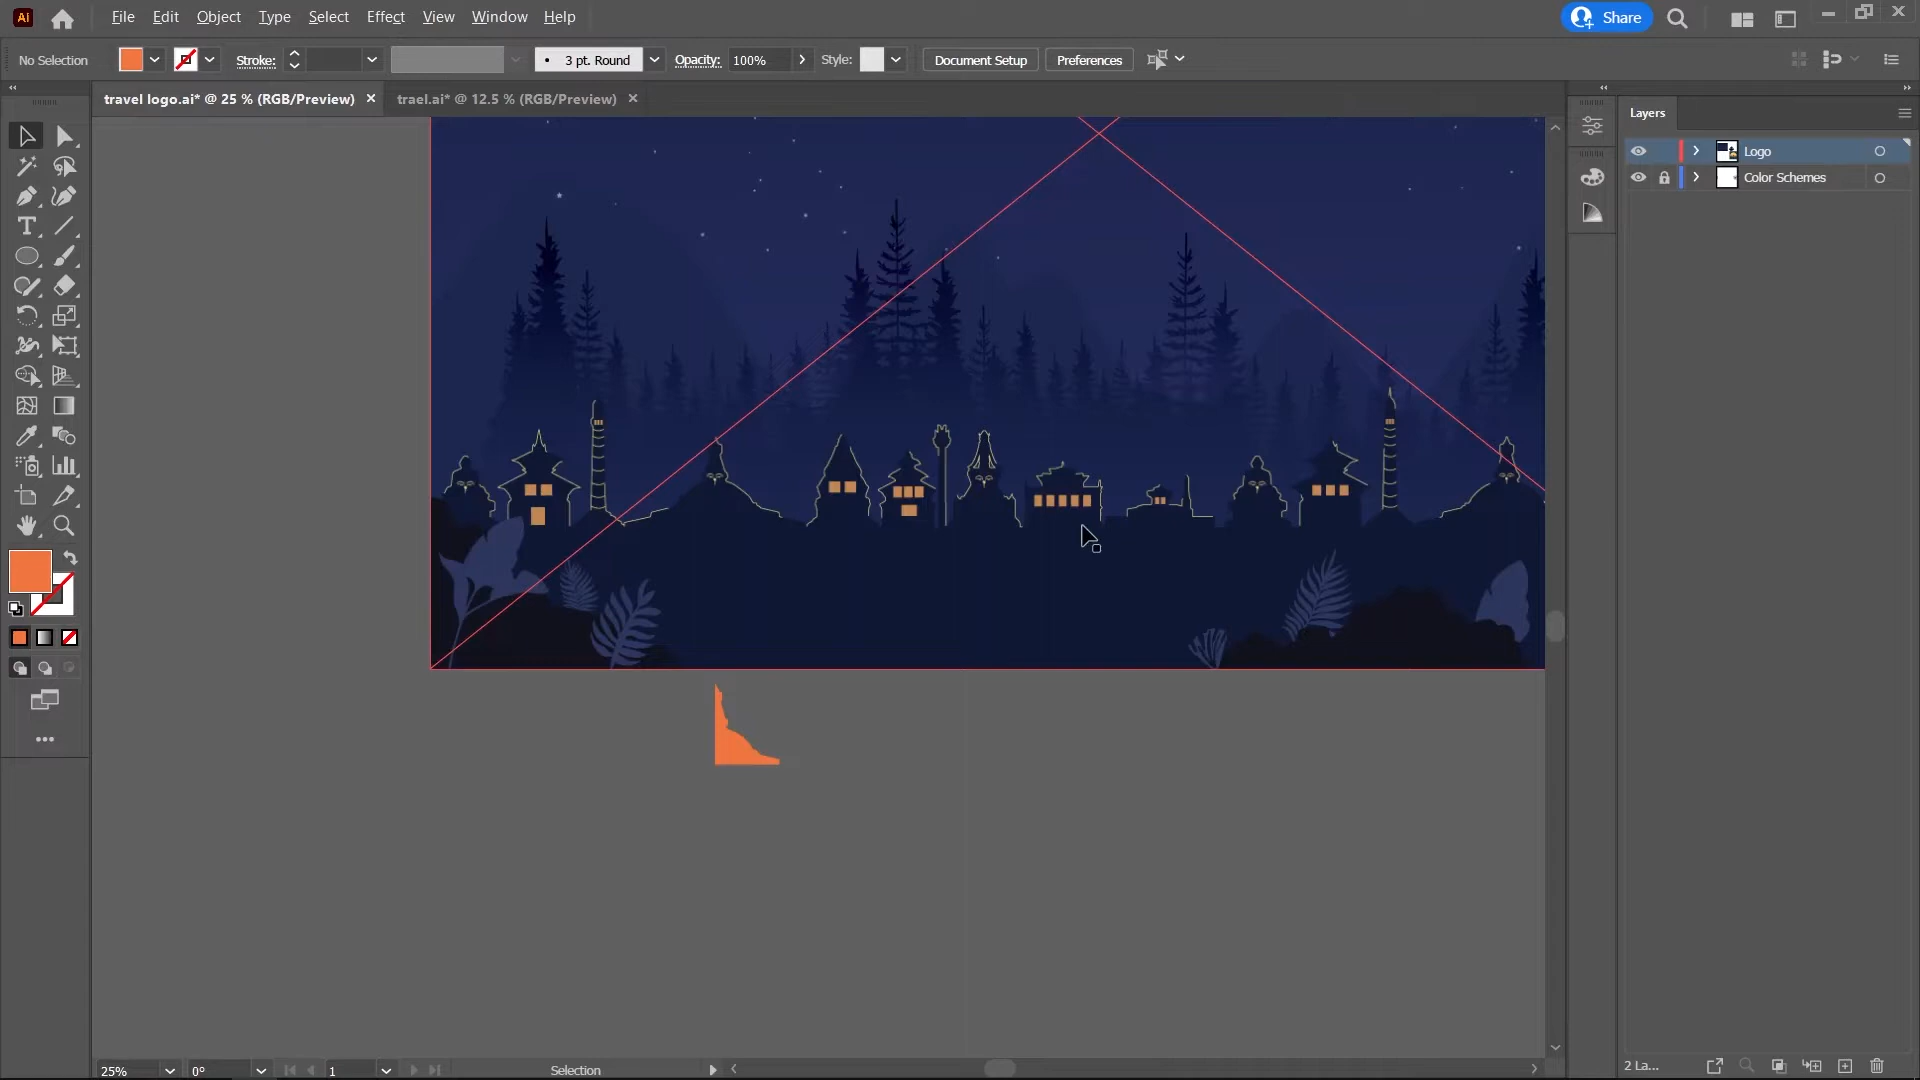 Ai File Edit Object Type Select Effect View Window Help Share
No Selection Stroke: 3 pt. Round Opacity: 100% Style: Document Setup Preferences
travel logo.ai* @ 25 % (RGB/Preview) trael.ai* @ 12.5 % (RGB/Preview)
Layers
Logo
Color Schemes
25% 0° 1 Selection 2 La...